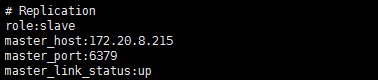 # Replication
role:slave
master_host:172.20.8.215
master_port:6379
master_link_status:up